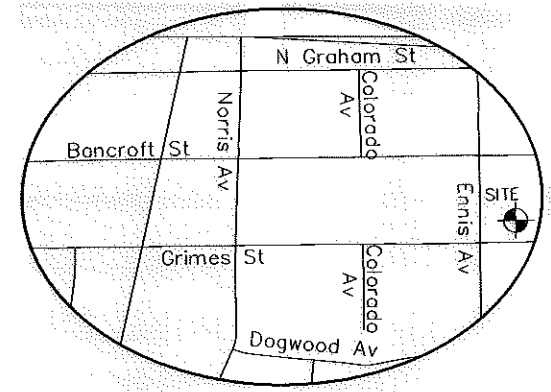 N Graham St
Colorado
Av
Norris Av
Bancroft St
Ennis Av
SITE
Grimes St
Colorado
Av
Dogwood Av